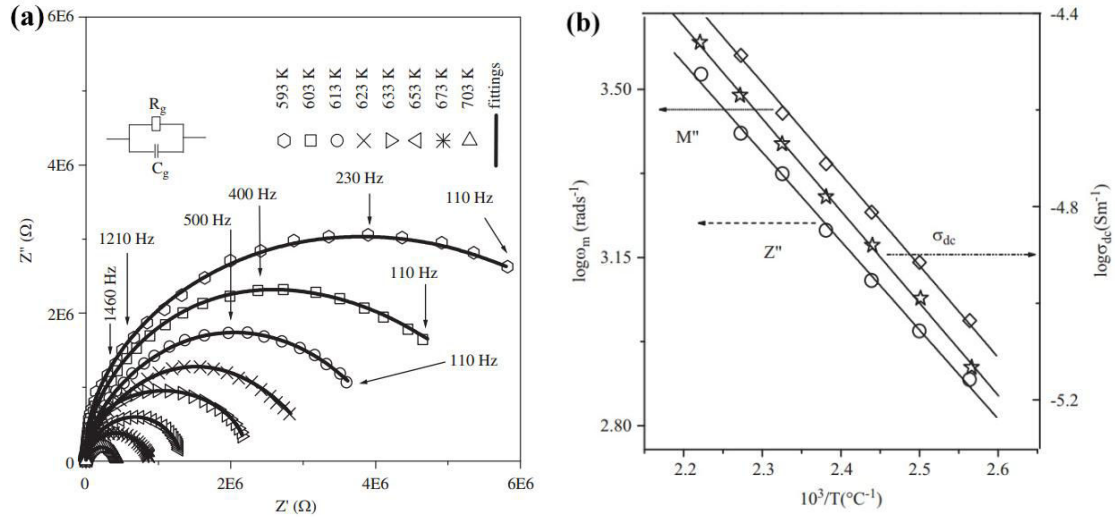 (a)
6E6
4E6
2E6
0
Z'' (Ω)
0
2E6
4E6
6E6
Z' (Ω)
R_g
C_g
593 K
603 K
613 K
623 K
633 K
653 K
673 K
703 K
fittings
230 Hz
110 Hz
400 Hz
500 Hz
1210 Hz
1460 Hz
110 Hz
110 Hz
(b)
3.50
3.15
2.80
logω_m (rads⁻¹)
M"
Z"
σ_dc
-4.4
-4.8
-5.2
logσ_dc(Sm⁻¹)
2.2
2.3
2.4
2.5
2.6
10³/T(°C⁻¹)